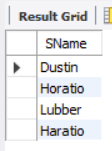 Result Grid
SName
Dustin
Horatio
Lubber
Haratio